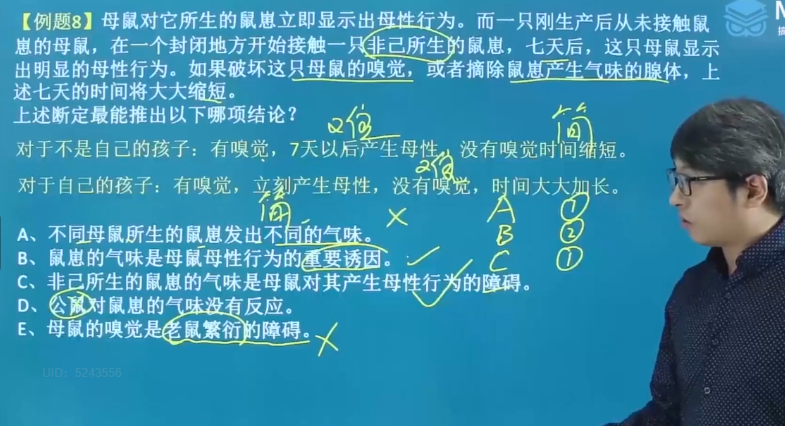 【例题8】母鼠对它所生的鼠崽立即显示出母性行为。而一只刚生产后从未接触鼠
崽的母鼠，在一个封闭地方开始接触一只非己所生的鼠崽，七天后，这只母鼠显示
出明显的母性行为。如果破坏这只母鼠的嗅觉，或者摘除鼠崽产生气味的腺体，上
述七天的时间将大大缩短。
上述断定最能推出以下哪项结论？
简
对于不是自己的孩子：有嗅觉，7天以后产生母性，没有嗅觉时间缩短。
对于自己的孩子：有嗅觉，立刻产生母性，没有嗅觉，时间大大加长。
简
A ①
B ②
C ①
A、不同母鼠所生的鼠崽发出不同的气味。
B、鼠崽的气味是母鼠母性行为的重要诱因。
C、非己所生的鼠崽的气味是母鼠对其产生母性行为的障碍。
D、公鼠对鼠崽的气味没有反应。
E、母鼠的嗅觉是老鼠繁衍的障碍。
UID: 5243556